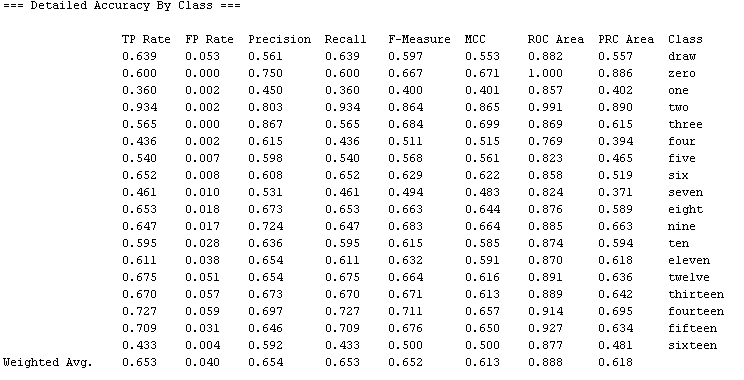 === Detailed Accuracy By Class ===
TP Rate FP Rate Precision Recall F-Measure MCC ROC Area PRC Area Class
0.639 0.053 0.561 0.639 0.597 0.553 0.882 0.557 draw
0.600 0.000 0.750 0.600 0.667 0.671 1.000 0.886 zero
0.360 0.002 0.450 0.360 0.400 0.401 0.857 0.402 one
0.934 0.002 0.803 0.934 0.864 0.865 0.991 0.890 two
0.565 0.000 0.867 0.565 0.684 0.699 0.869 0.615 three
0.436 0.002 0.615 0.436 0.511 0.515 0.769 0.394 four
0.540 0.007 0.598 0.540 0.568 0.561 0.823 0.465 five
0.652 0.008 0.608 0.652 0.629 0.622 0.858 0.519 six
0.461 0.010 0.531 0.461 0.494 0.483 0.824 0.371 seven
0.653 0.018 0.673 0.653 0.663 0.644 0.876 0.589 eight
0.647 0.017 0.724 0.647 0.683 0.664 0.885 0.663 nine
0.595 0.028 0.636 0.595 0.615 0.585 0.874 0.594 ten
0.611 0.038 0.654 0.611 0.632 0.591 0.870 0.618 eleven
0.675 0.051 0.654 0.675 0.664 0.616 0.891 0.636 twelve
0.670 0.057 0.673 0.670 0.671 0.613 0.889 0.642 thirteen
0.727 0.059 0.697 0.727 0.711 0.657 0.914 0.695 fourteen
0.709 0.031 0.646 0.709 0.676 0.650 0.927 0.634 fifteen
0.433 0.004 0.592 0.433 0.500 0.500 0.877 0.481 sixteen
Weighted Avg. 0.653 0.040 0.654 0.653 0.652 0.613 0.888 0.618